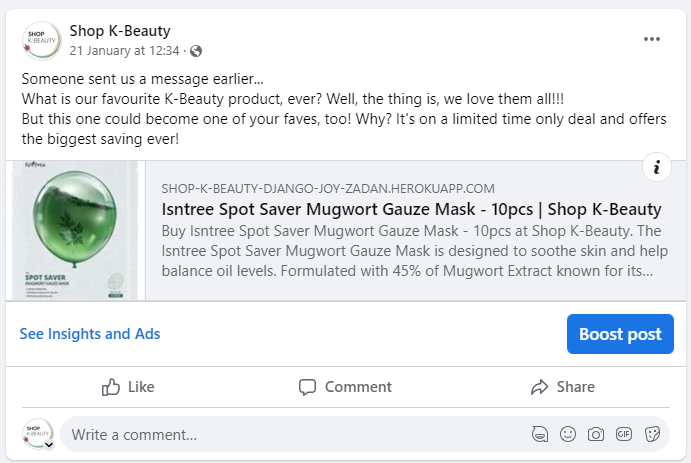 SHOP
K-BEAUTY
Shop K-Beauty
21 January at 12:34 ·
Someone sent us a message earlier...
What is our favourite K-Beauty product, ever? Well, the thing is, we love them all!!!
But this one could become one of your faves, too! Why? It's on a limited time only deal and offers
the biggest saving ever!
i
SPOT SAVER
MUGWORT GAUZE MASK
SHOP-K-BEAUTY-DJANGO-JOY-ZADAN.HEROKUAPP.COM
Isntree Spot Saver Mugwort Gauze Mask - 10pcs | Shop K-Beauty
Buy Isntree Spot Saver Mugwort Gauze Mask - 10pcs at Shop K-Beauty. The
Isntree Spot Saver Mugwort Gauze Mask is designed to soothe skin and help
balance oil levels. Formulated with 45% of Mugwort Extract known for its...
See Insights and Ads
Boost post
Like
Comment
Share
SHOP
K-BEAUTY
Write a comment...
GIF